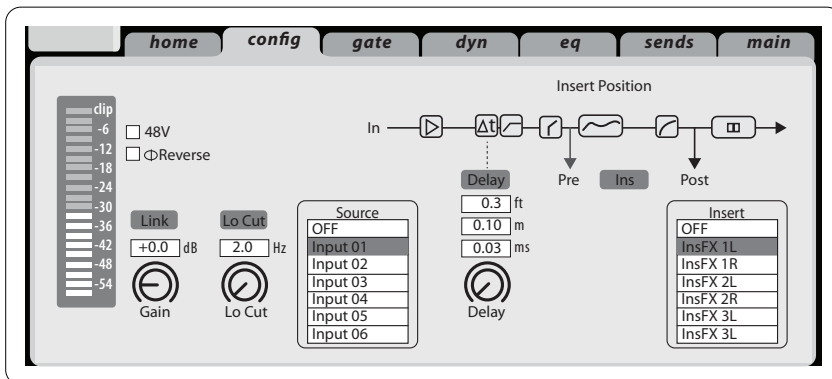 home config gate dyn eq sends main
Insert Position
clip
-6
-12
-18
-24
-30
-36
-42
-48
-54
48V
ΦReverse
In
Δt
Delay
Pre
Ins
Post
0.3 ft
0.10 m
0.03 ms
Delay
Link
+0.0 dB
Gain
Lo Cut
2.0 Hz
Lo Cut
Source
OFF
Input 01
Input 02
Input 03
Input 04
Input 05
Input 06
Insert
OFF
InsFX 1L
InsFX 1R
InsFX 2L
InsFX 2R
InsFX 3L
InsFX 3L